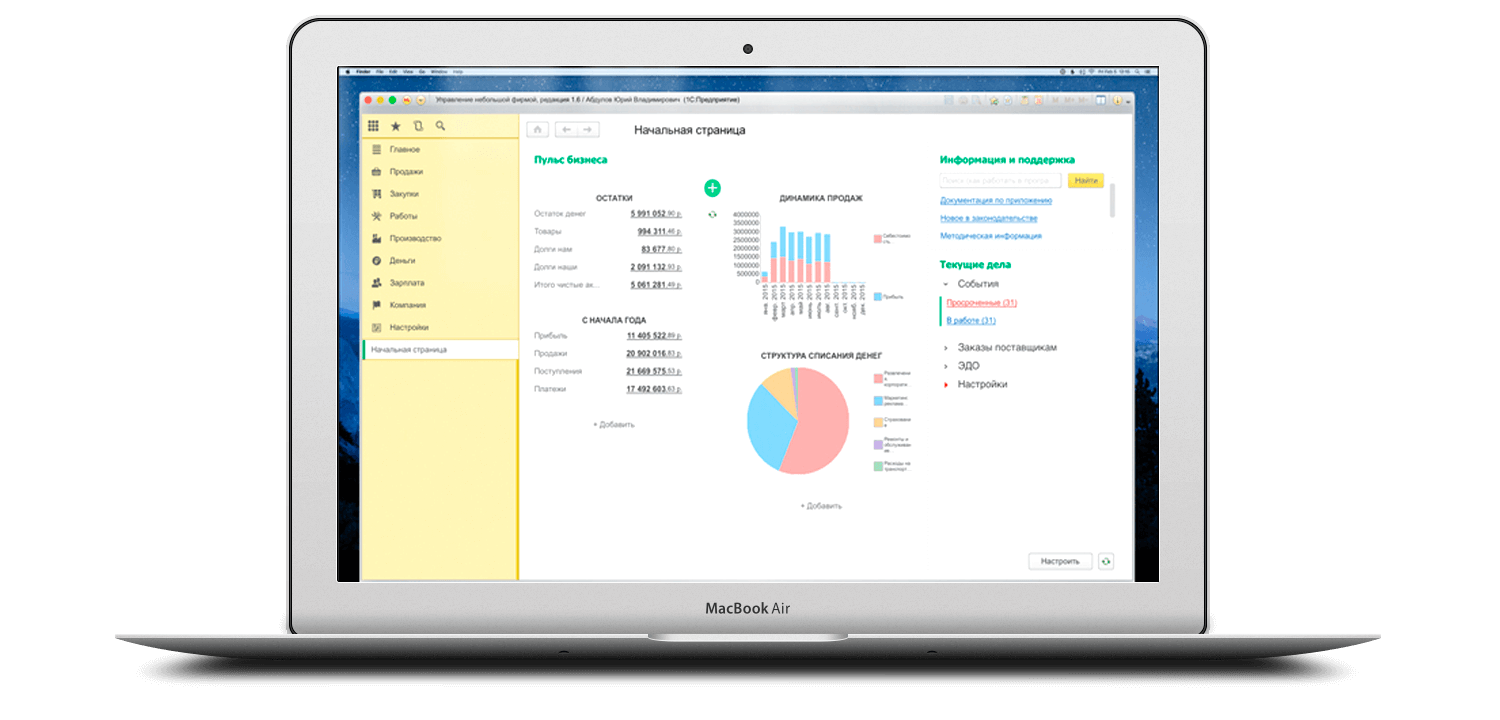 Finder File Edit View Go Window Help
Управление небольшой фирмой, редакция 1.6 / Абдулов Юрий Владимирович (1С:Предприятие)
Главное
Продажи
Закупки
Работы
Производство
Деньги
Зарплата
Компания
Настройки
Начальная страница
Начальная страница
Пульс бизнеса
ОСТАТКИ
Остаток денег 5 991 052,90 р.
Товары 994 311,46 р.
Долги нам 83 677,80 р.
Долги наши 2 091 132,93 р.
Итого чистые ак... 5 061 281,49 р.
С НАЧАЛА ГОДА
Прибыль 11 405 522,89 р.
Продажи 20 902 016,83 р.
Поступления 21 669 575,53 р.
Платежи 17 492 603,63 р.
+ Добавить
ДИНАМИКА ПРОДАЖ
4000000
3500000
3000000
2500000
2000000
1500000
1000000
500000
0
янв. 2015
февр. 2015
март 2015
апр. 2015
май 2015
июнь 2015
июль 2015
авг. 2015
сент. 2015
окт. 2015
нояб. 2015
дек. 2015
Себестоимо
сть...
Прибыль
СТРУКТУРА СПИСАНИЯ ДЕНЕГ
Развлечени
я
корпорати...
Маркетинг
реклама...
Страховани
е
Ремонты и
обслуживан
ие...
Расходы на
транспорт...
+ Добавить
Информация и поддержка
Найти
Документация по приложению
Новое в законодательстве
Методическая информация
Текущие дела
События
Просроченные (31)
В работе (31)
Заказы поставщикам
ЭДО
Настройки
Настроить
MacBook Air